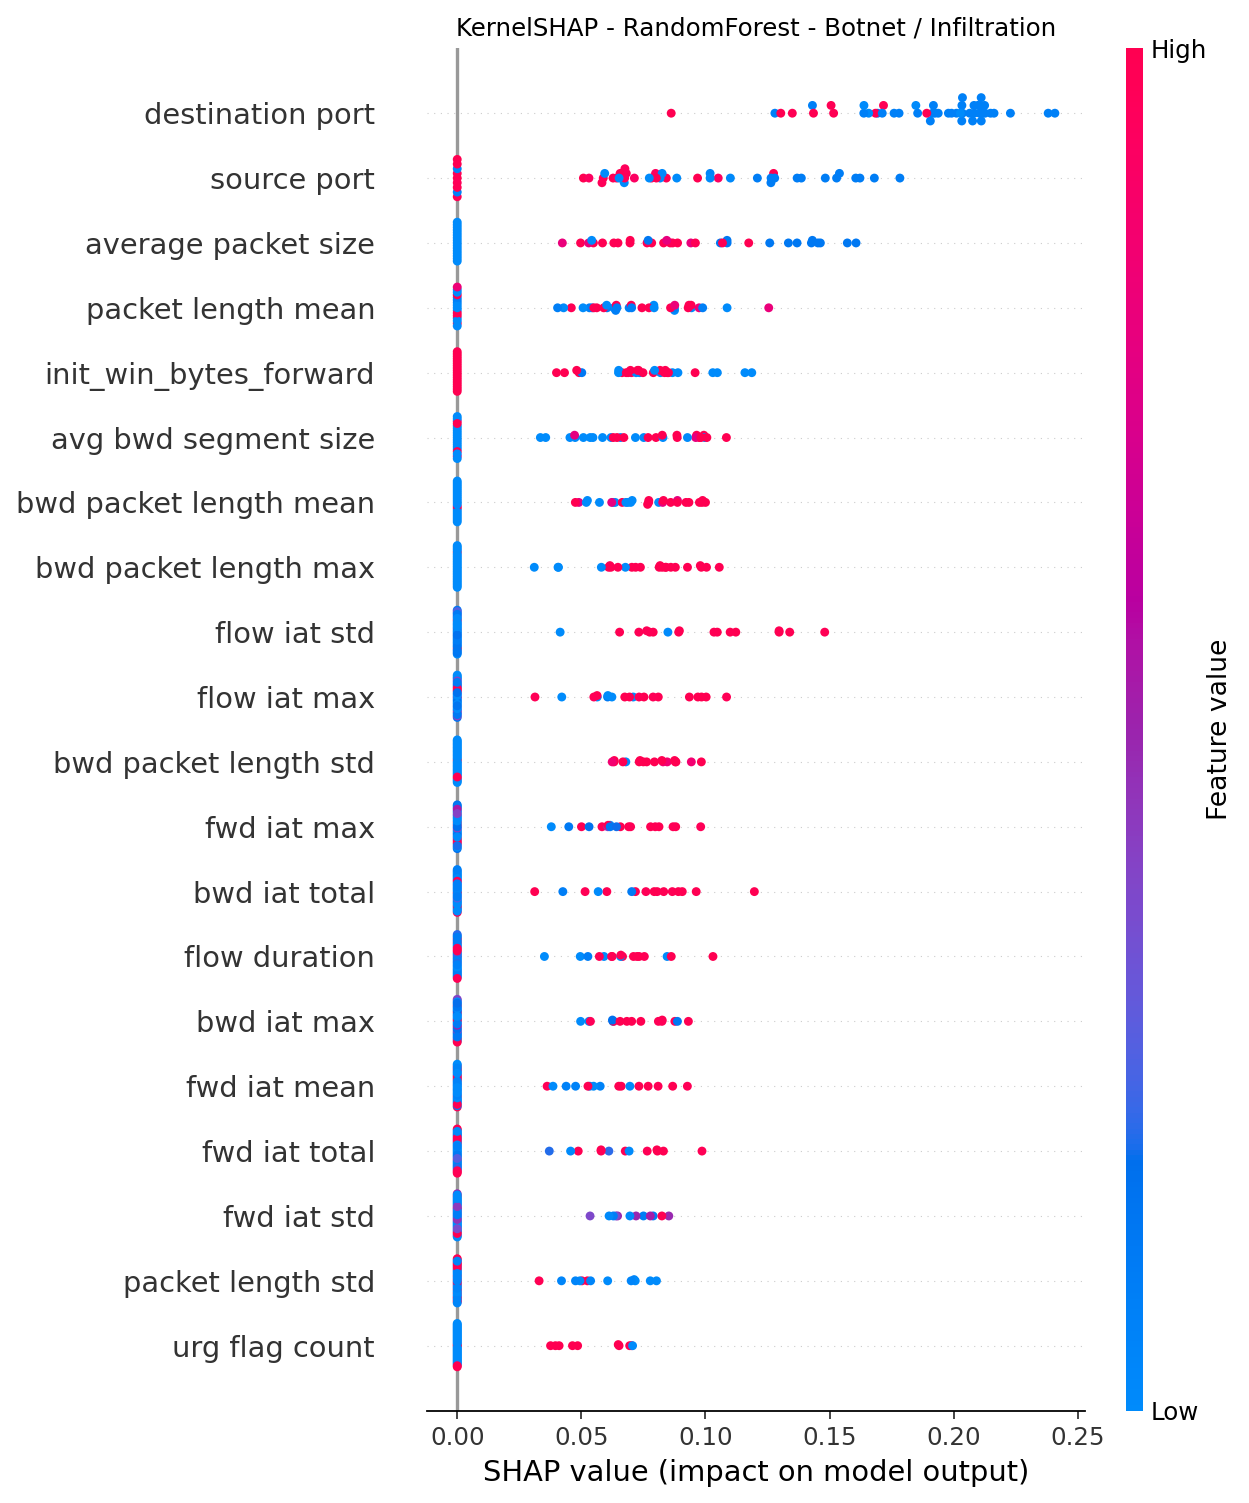 KernelSHAP - RandomForest - Botnet / Infiltration
High
destination port
source port
average packet size
packet length mean
init_win_bytes_forward
avg bwd segment size
bwd packet length mean
bwd packet length max
flow iat std
flow iat max
bwd packet length std
fwd iat max
bwd iat total
flow duration
bwd iat max
fwd iat mean
fwd iat total
fwd iat std
packet length std
urg flag count
Feature value
Low
0.00 0.05 0.10 0.15 0.20 0.25
SHAP value (impact on model output)